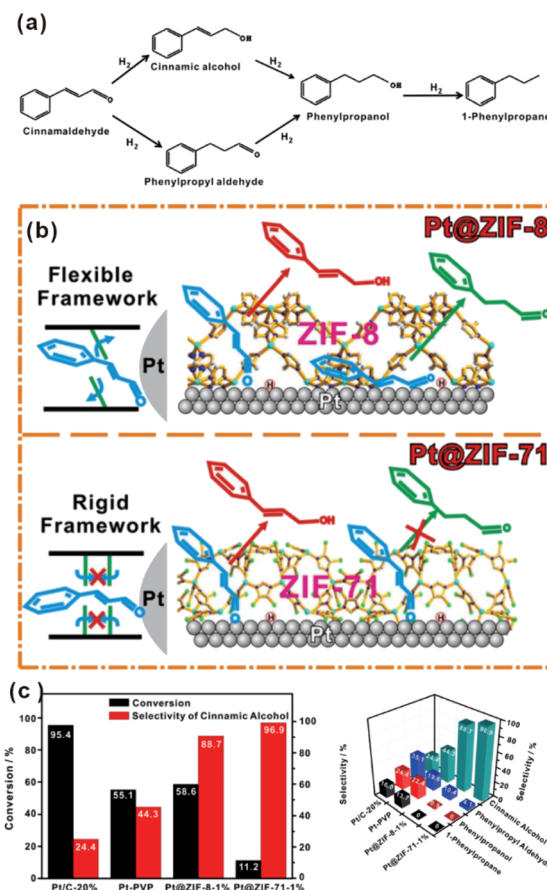 (a)
OH
Cinnamic alcohol
H2
H2
O
Cinnamaldehyde
OH
Phenylpropanol
H2
1-Phenylpropane
H2
H2
O
Phenylpropyl aldehyde
(b)
Pt@ZIF-8
Flexible
Framework
Pt
O
OH
ZIF-8
O
O
O
H
H
Pt
Pt@ZIF-71
Rigid
Framework
Pt
O
OH
O
ZIF-71
O
O
H
H
Pt
(c)
Conversion
Selectivity of Cinnamic Alcohol
Conversion / %
100
80
60
40
20
0
100
80
60
40
20
0
Selectivity / %
95.4
24.4
55.1
44.3
58.6
88.7
11.2
96.9
Pt/C-20%
Pt-PVP
Pt@ZIF-8-1%
Pt@ZIF-71-1%
Selectivity / %
100
80
60
40
20
0
Pt/C-20%
Pt-PVP
Pt@ZIF-8-1%
Pt@ZIF-71-1%
Cinnamic Alcohol
Phenylpropyl Aldehyde
Phenylpropanol
1-Phenylpropane